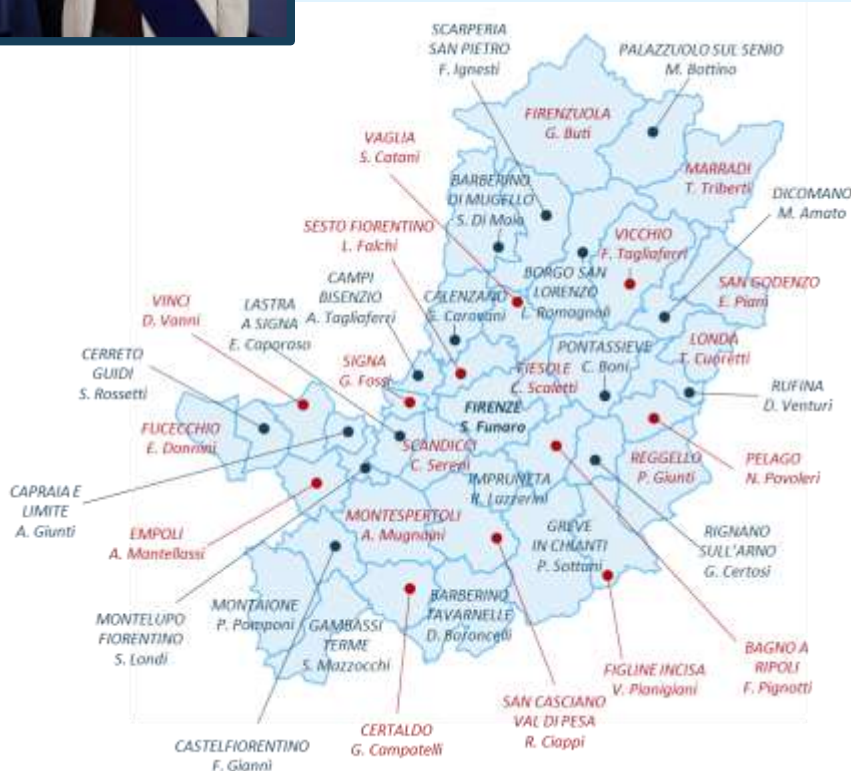 SCARPERIA
SAN PIETRO
F. Ignesti
PALAZZUOLO SUL SENIO
M. Bottino
FIRENZUOLA
G. Buti
VAGLIA
S. Catani
MARRADI
T. Triberti
BARBERINO
DI MUGELLO
S. Di Maio
DICOMANO
M. Amato
SESTO FIORENTINO
L. Falchi
VICCHIO
F. Tagliaferri
CAMPI
BISENZIO
A. Tagliaferri
BORGO SAN
LORENZO
L. Romagnoli
SAN GODENZO
E. Piani
VINCI
D. Vanni
LASTRA
A SIGNA
E. Caporaso
CALENZANO
G. Carovani
LONDA
T. Cuoretti
PONTASSIEVE
C. Boni
CERRETO
GUIDI
S. Rossetti
SIGNA
G. Fossi
FIESOLE
C. Scaletti
RUFINA
D. Venturi
FIRENZE
S. Funaro
FUCECCHIO
E. Donnini
SCANDICCI
C. Sereni
REGGELLO
P. Giunti
PELAGO
N. Povoleri
IMPRUNETA
R. Lazzerini
CAPRAIA E
LIMITE
A. Giunti
EMPOLI
A. Mantellassi
MONTESPERTOLI
A. Mugnaini
GREVE
IN CHIANTI
P. Sottani
RIGNANO
SULL'ARNO
G. Certosi
MONTELUPO
FIORENTINO
S. Londi
MONTAIONE
P. Pomponi
GAMBASSI
TERME
S. Mazzocchi
BARBERINO
TAVARNELLE
D. Baroncelli
BAGNO A
RIPOLI
F. Pignotti
FIGLINE INCISA
V. Pianigiani
SAN CASCIANO
VAL DI PESA
R. Ciappi
CERTALDO
G. Campatelli
CASTELFIORENTINO
F. Gianni